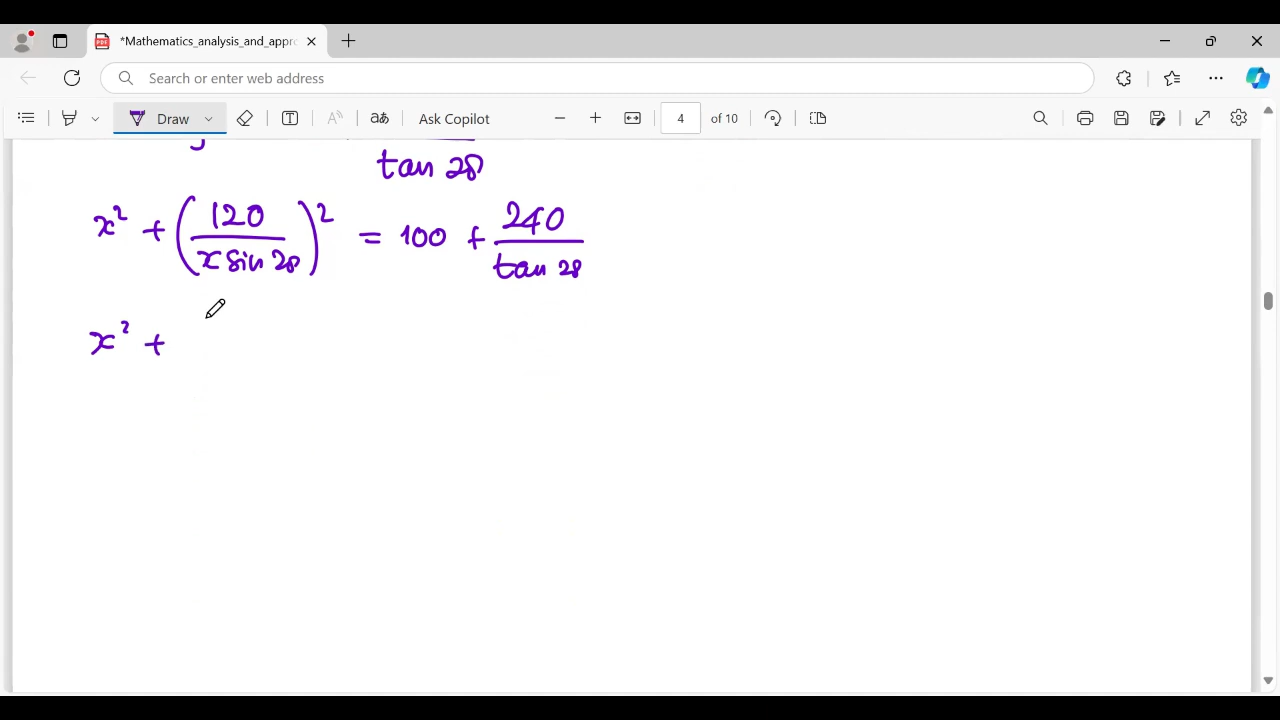 *Mathematics_analysis_and_appro
Search or enter web address
Draw
Ask Copilot
4 of 10
tan 28
x² + (120 / x sin 28)² = 100 + 240 / tan 28
x² +